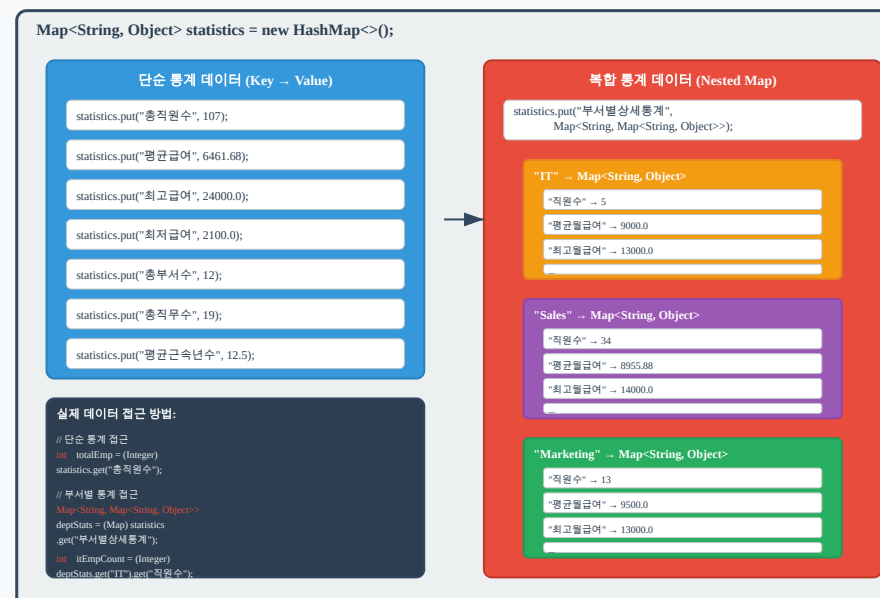 Map<String, Object> statistics = new HashMap<>();
단순 통계 데이터 (Key → Value)
statistics.put("총직원수", 107);
statistics.put("평균급여", 6461.68);
statistics.put("최고급여", 24000.0);
statistics.put("최저급여", 2100.0);
statistics.put("총부서수", 12);
statistics.put("총직무수", 19);
statistics.put("평균근속년수", 12.5);
실제 데이터 접근 방법:
// 단순 통계 접근
int totalEmp = (Integer)
statistics.get("총직원수");
// 부서별 통계 접근
Map<String, Map<String, Object>>
deptStats = (Map) statistics
.get("부서별상세통계");
int itEmpCount = (Integer)
deptStats.get("IT").get("직원수");
복합 통계 데이터 (Nested Map)
statistics.put("부서별상세통계",
Map<String, Map<String, Object>>);
"IT" → Map<String, Object>
"직원수" → 5
"평균월급여" → 9000.0
"최고월급여" → 13000.0
...
"Sales" → Map<String, Object>
"직원수" → 34
"평균월급여" → 8955.88
"최고월급여" → 14000.0
...
"Marketing" → Map<String, Object>
"직원수" → 13
"평균월급여" → 9500.0
"최고월급여" → 13000.0
...